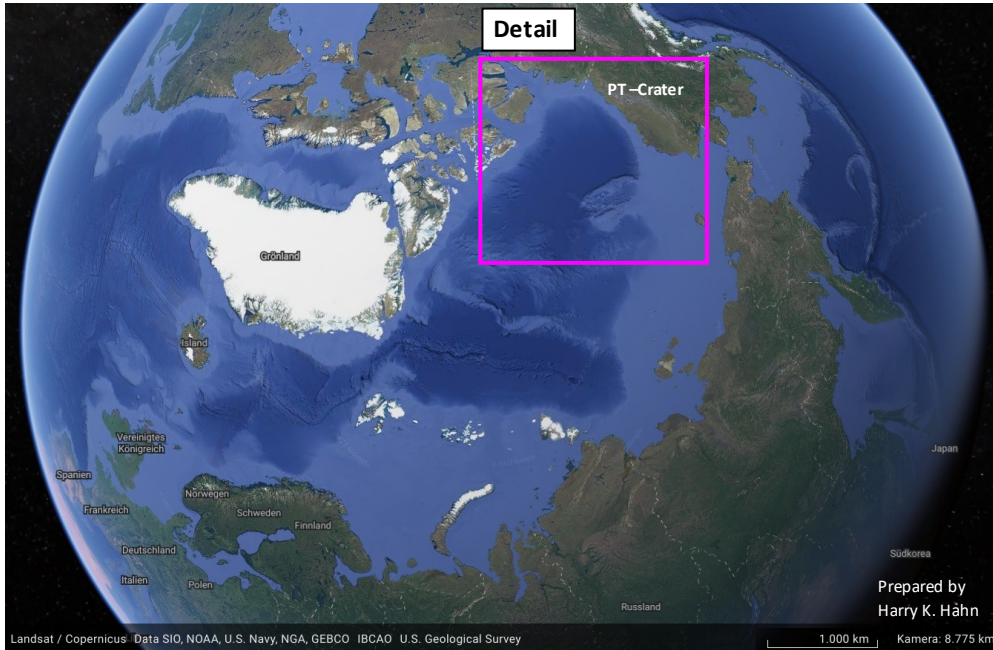 Detail
PT–Crater
Grönland
Island
Vereinigtes
Königreich
Spanien
Norwegen
Frankreich
Schweden
Finnland
Deutschland
Italien
Polen
Russland
Japan
Südkorea
Prepared by
Harry K. Hahn
Landsat / Copernicus Data SIO, NOAA, U.S. Navy, NGA, GEBCO IBCAO U.S. Geological Survey
1.000 km
Kamera: 8.775 km